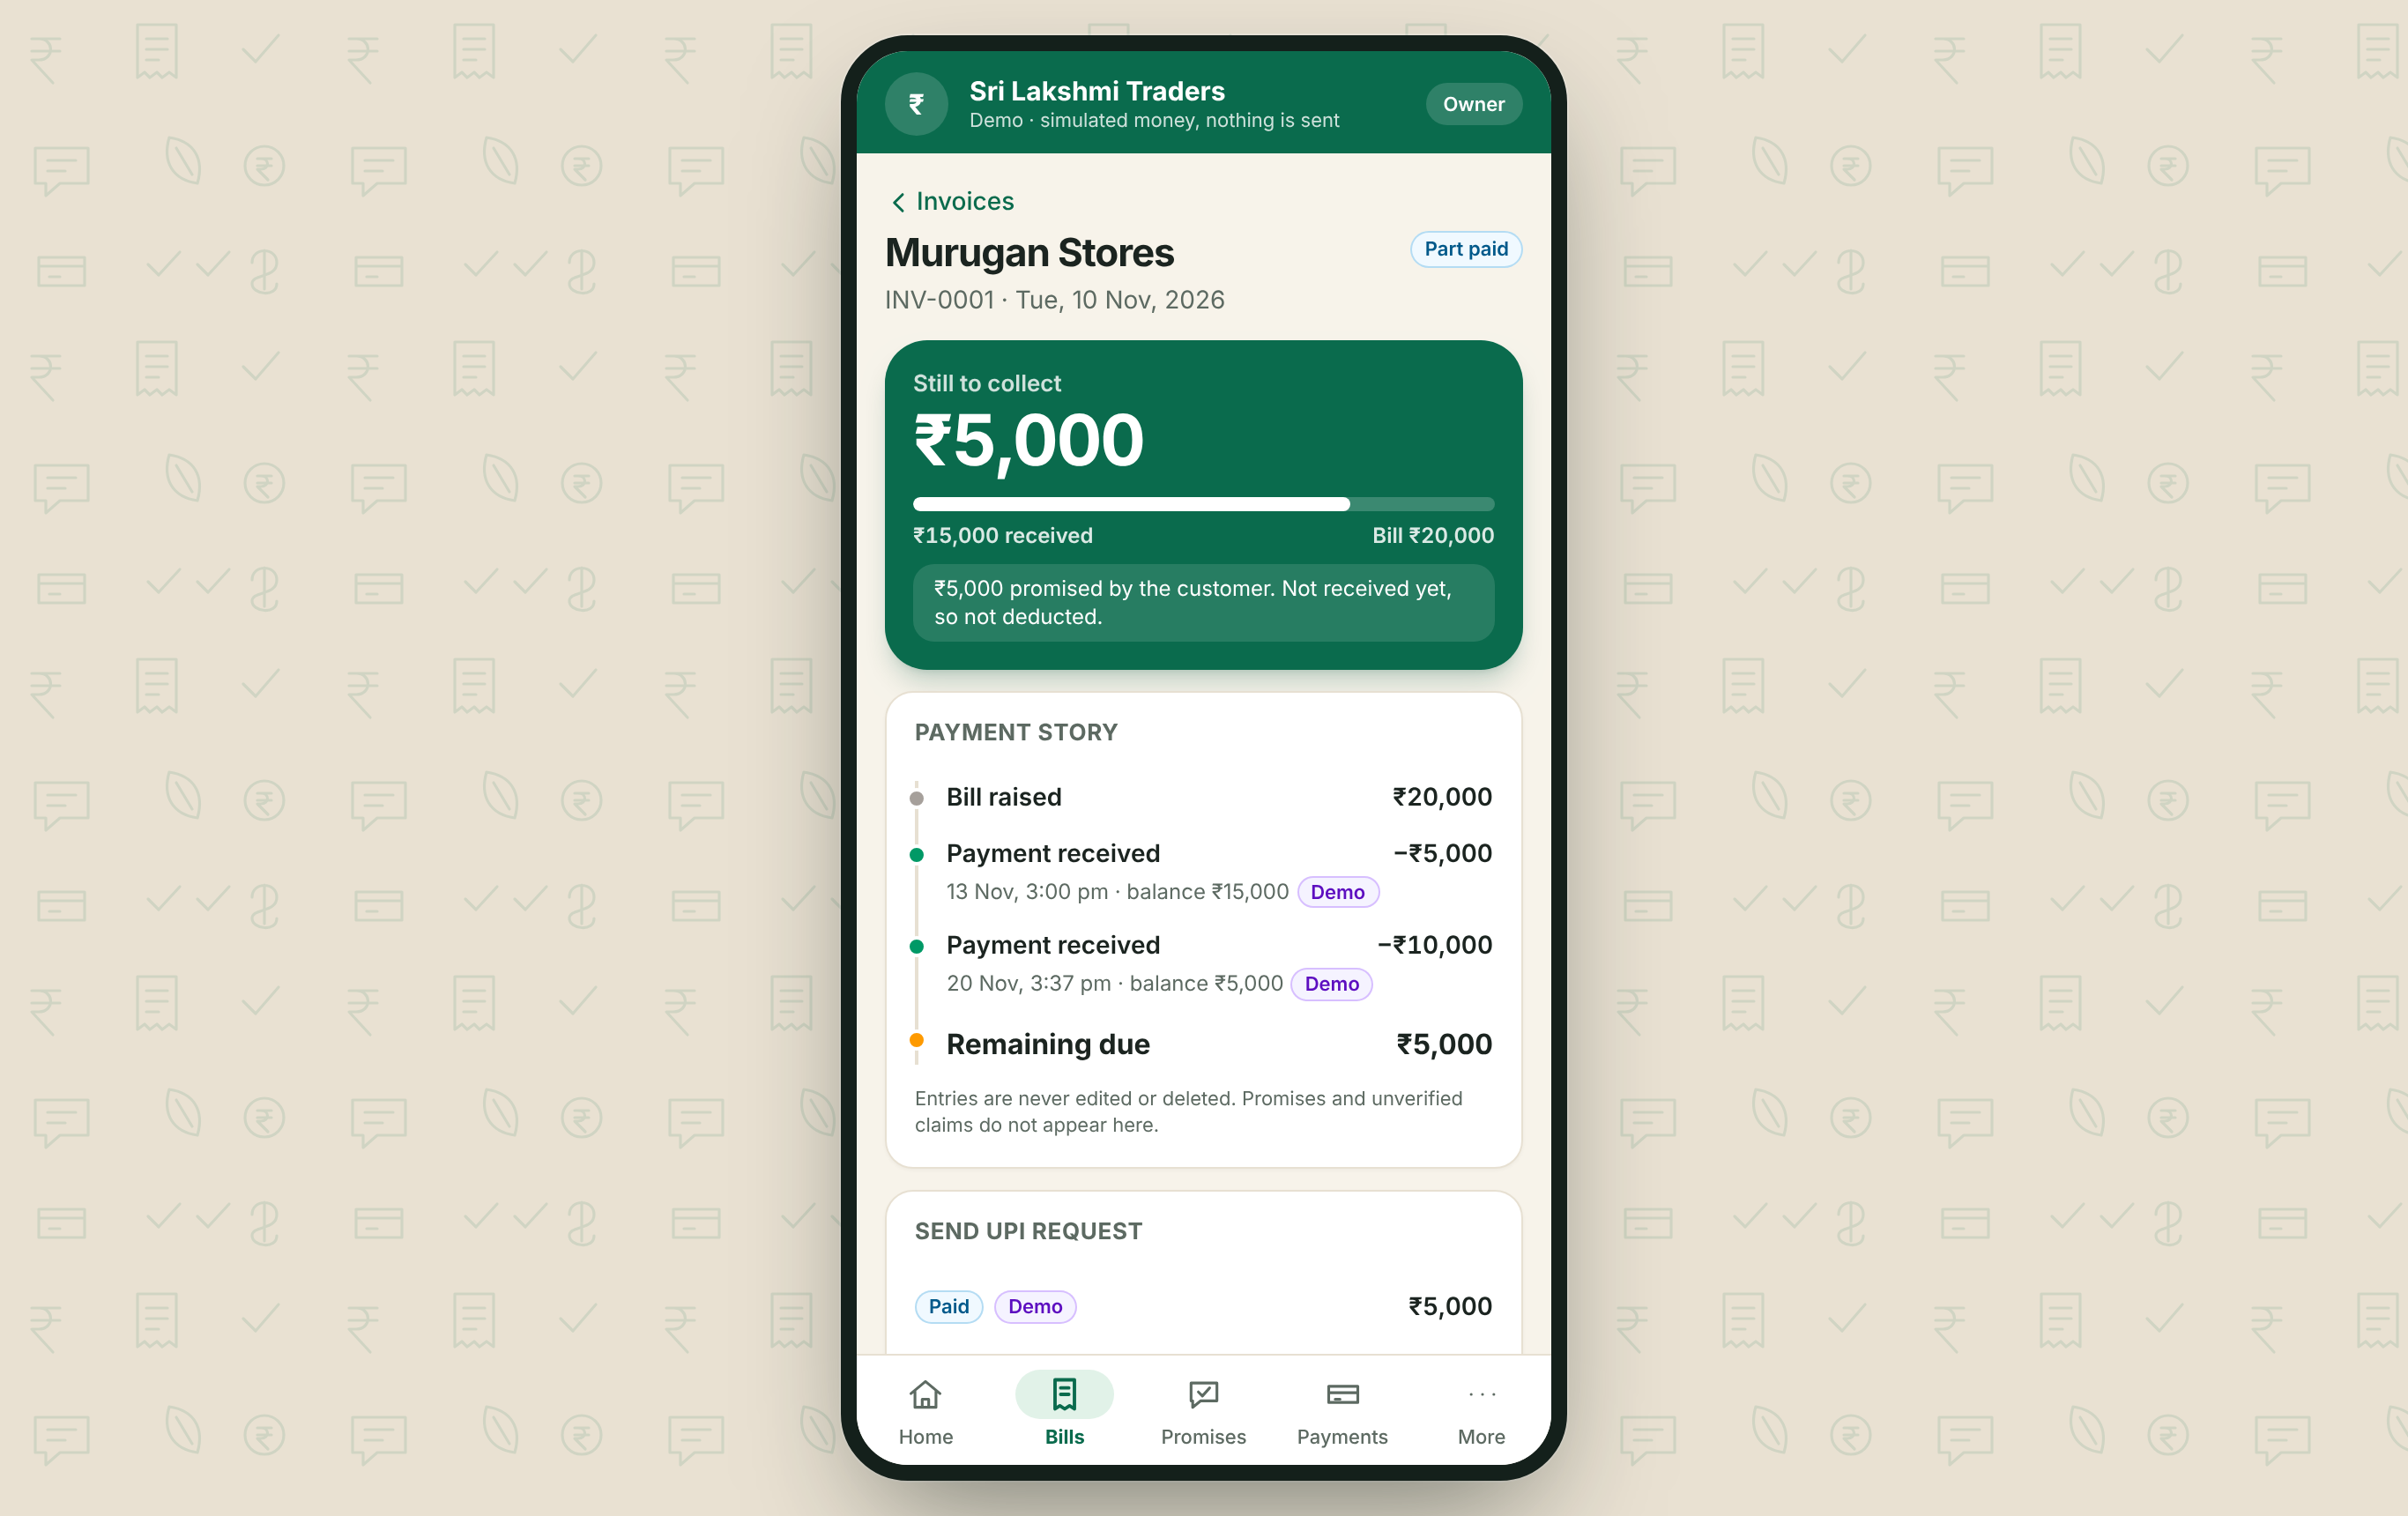 ₹
Sri Lakshmi Traders
Demo · simulated money, nothing is sent
Owner
Invoices
Murugan Stores
Part paid
INV-0001 · Tue, 10 Nov, 2026
Still to collect
₹5,000
₹15,000 received
Bill ₹20,000
₹5,000 promised by the customer. Not received yet,
so not deducted.
PAYMENT STORY
Bill raised
₹20,000
Payment received
−₹5,000
13 Nov, 3:00 pm · balance ₹15,000
Demo
Payment received
−₹10,000
20 Nov, 3:37 pm · balance ₹5,000
Demo
Remaining due
₹5,000
Entries are never edited or deleted. Promises and unverified
claims do not appear here.
SEND UPI REQUEST
Paid
Demo
₹5,000
Home
Bills
Promises
Payments
More